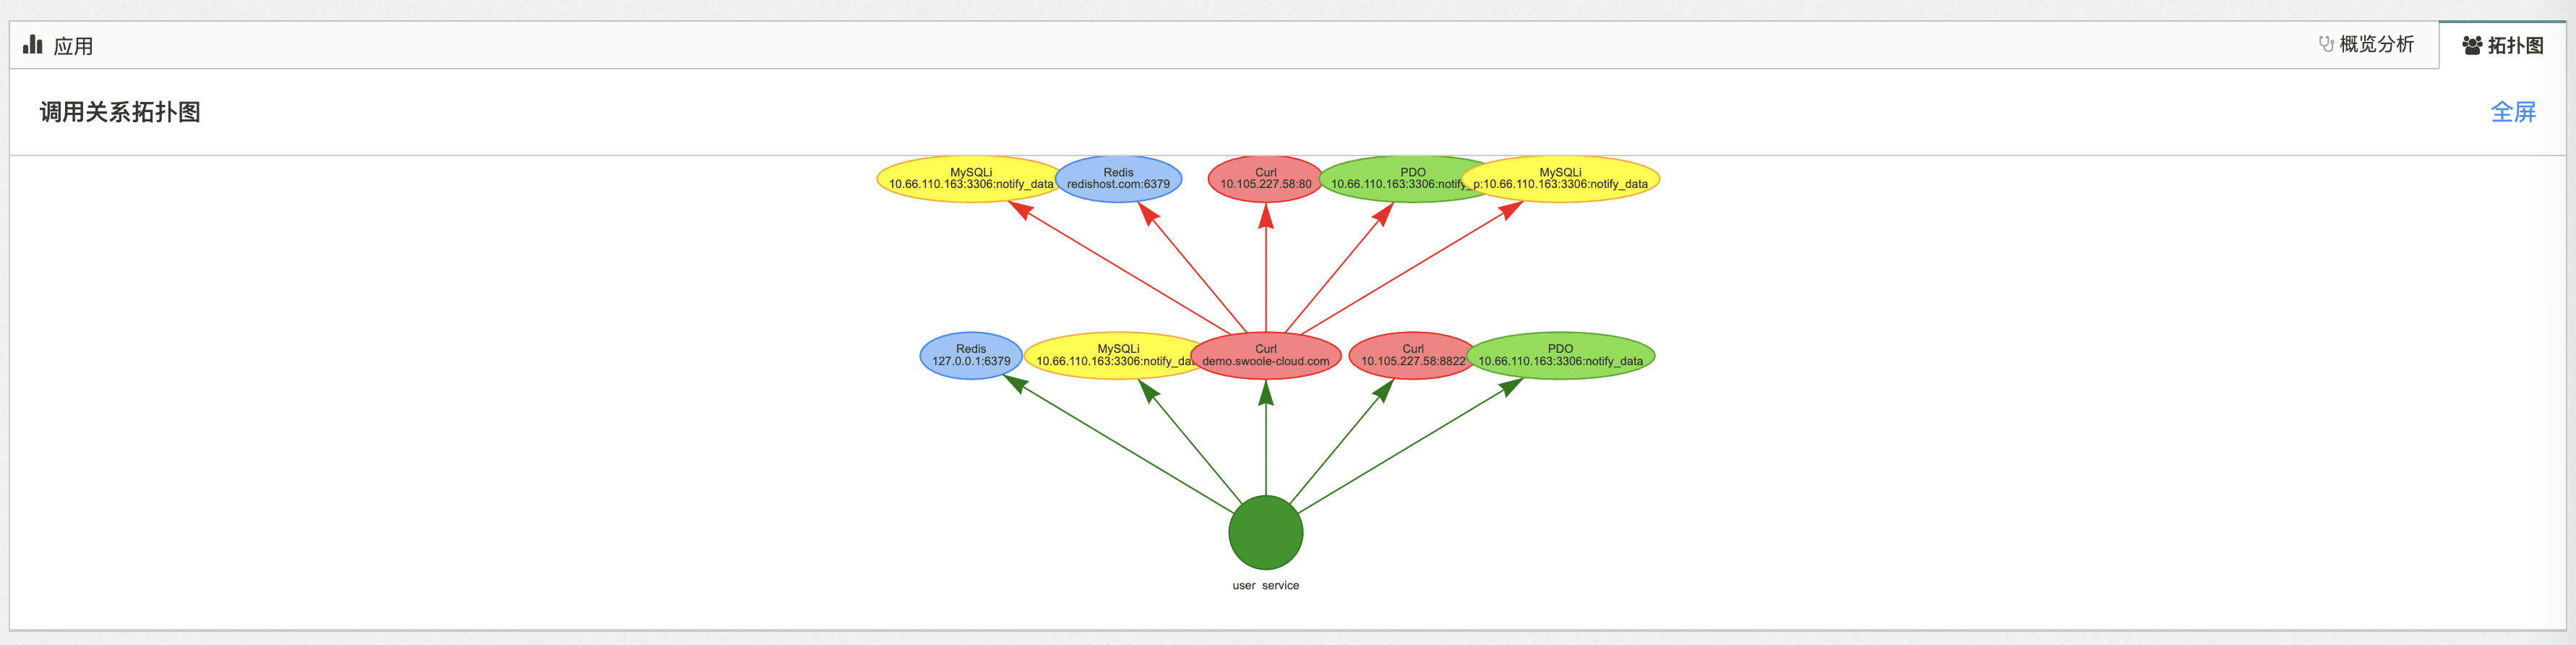 应用
概览分析
拓扑图
调用关系拓扑图
全屏
MySQLi
10.66.110.163:3306:notify_data
Redis
redishost.com:6379
Curl
10.105.227.58:80
PDO
10.66.110.163:3306:notify_
MySQLi
p:10.66.110.163:3306:notify_data
Redis
127.0.0.1:6379
MySQLi
10.66.110.163:3306:notify_da
Curl
demo.swoole-cloud.com
Curl
10.105.227.58:8822
PDO
10.66.110.163:3306:notify_data
user service